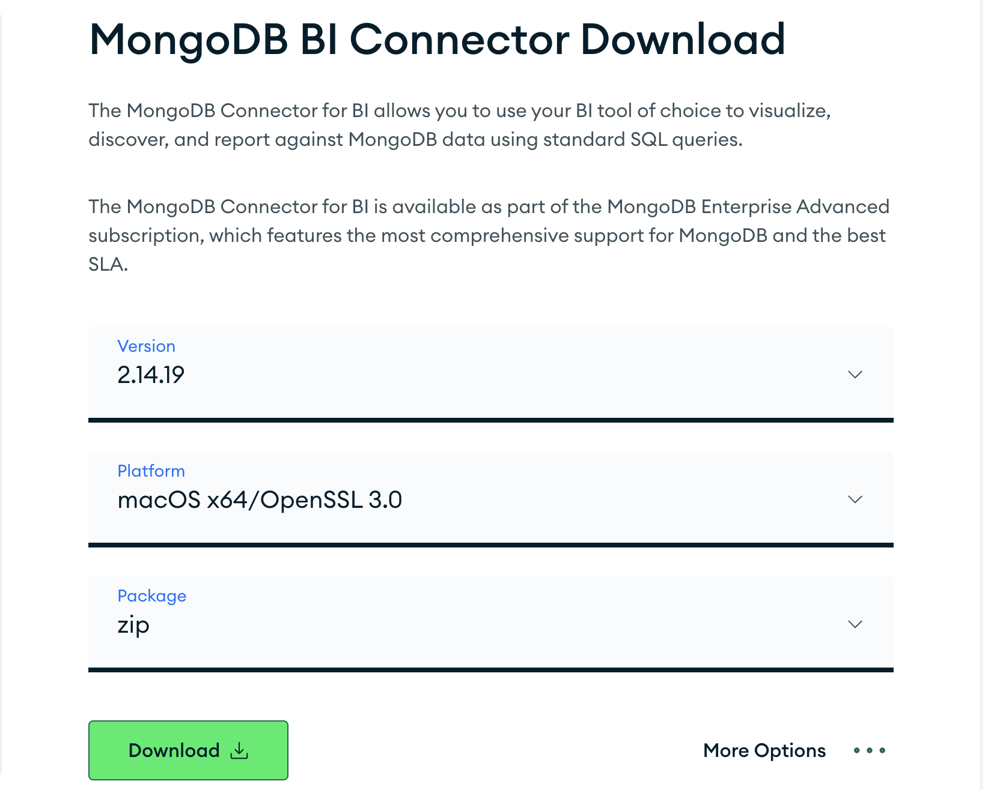 MongoDB BI Connector Download
The MongoDB Connector for BI allows you to use your BI tool of choice to visualize,
discover, and report against MongoDB data using standard SQL queries.
The MongoDB Connector for BI is available as part of the MongoDB Enterprise Advanced
subscription, which features the most comprehensive support for MongoDB and the best
SLA.
Version
2.14.19
Platform
macOS x64/OpenSSL 3.0
Package
zip
Download
More Options